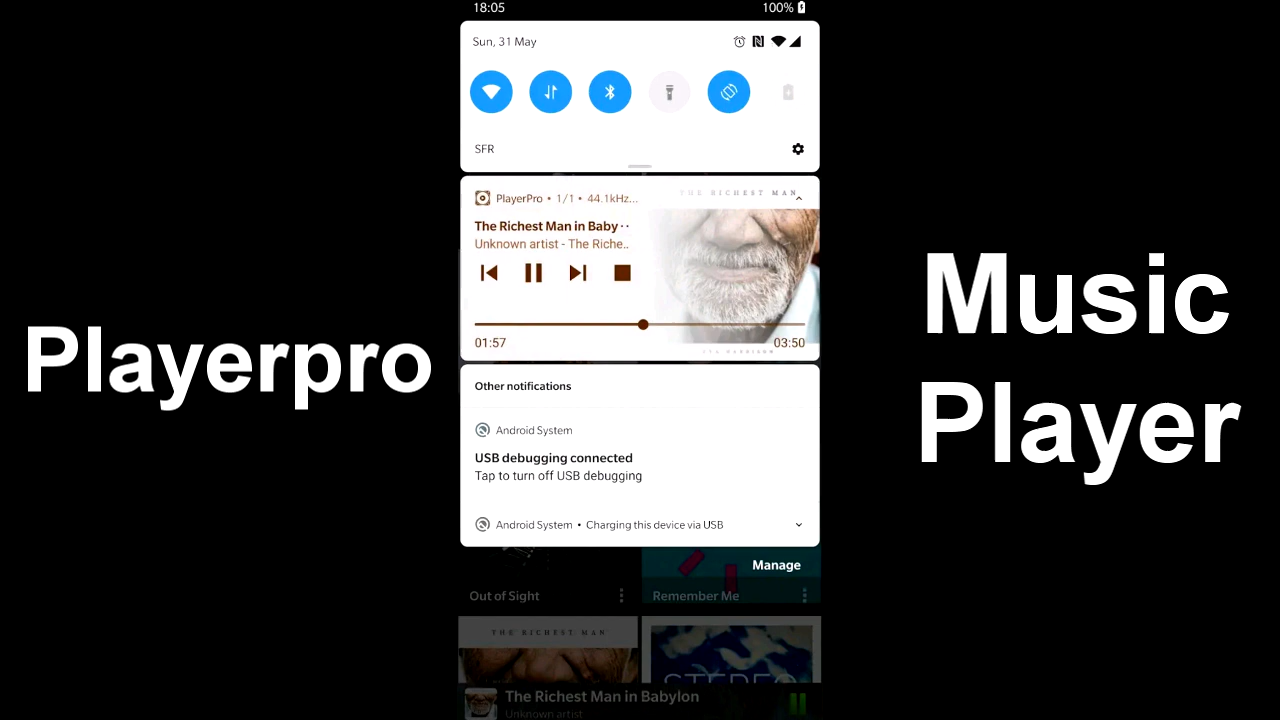 18:05
100%
Sun, 31 May
SFR
PlayerPro • 1/1 • 44.1kHz...
THE RICHEST MAN
The Richest Man in Baby ··
Unknown artist - The Riche..
01:57
03:50
Other notifications
Android System
USB debugging connected
Tap to turn off USB debugging
Android System • Charging this device via USB
Manage
Out of Sight
Remember Me
THE RICHEST MAN
STEREO
The Richest Man in Babylon
Unknown artist
Playerpro
Music
Player